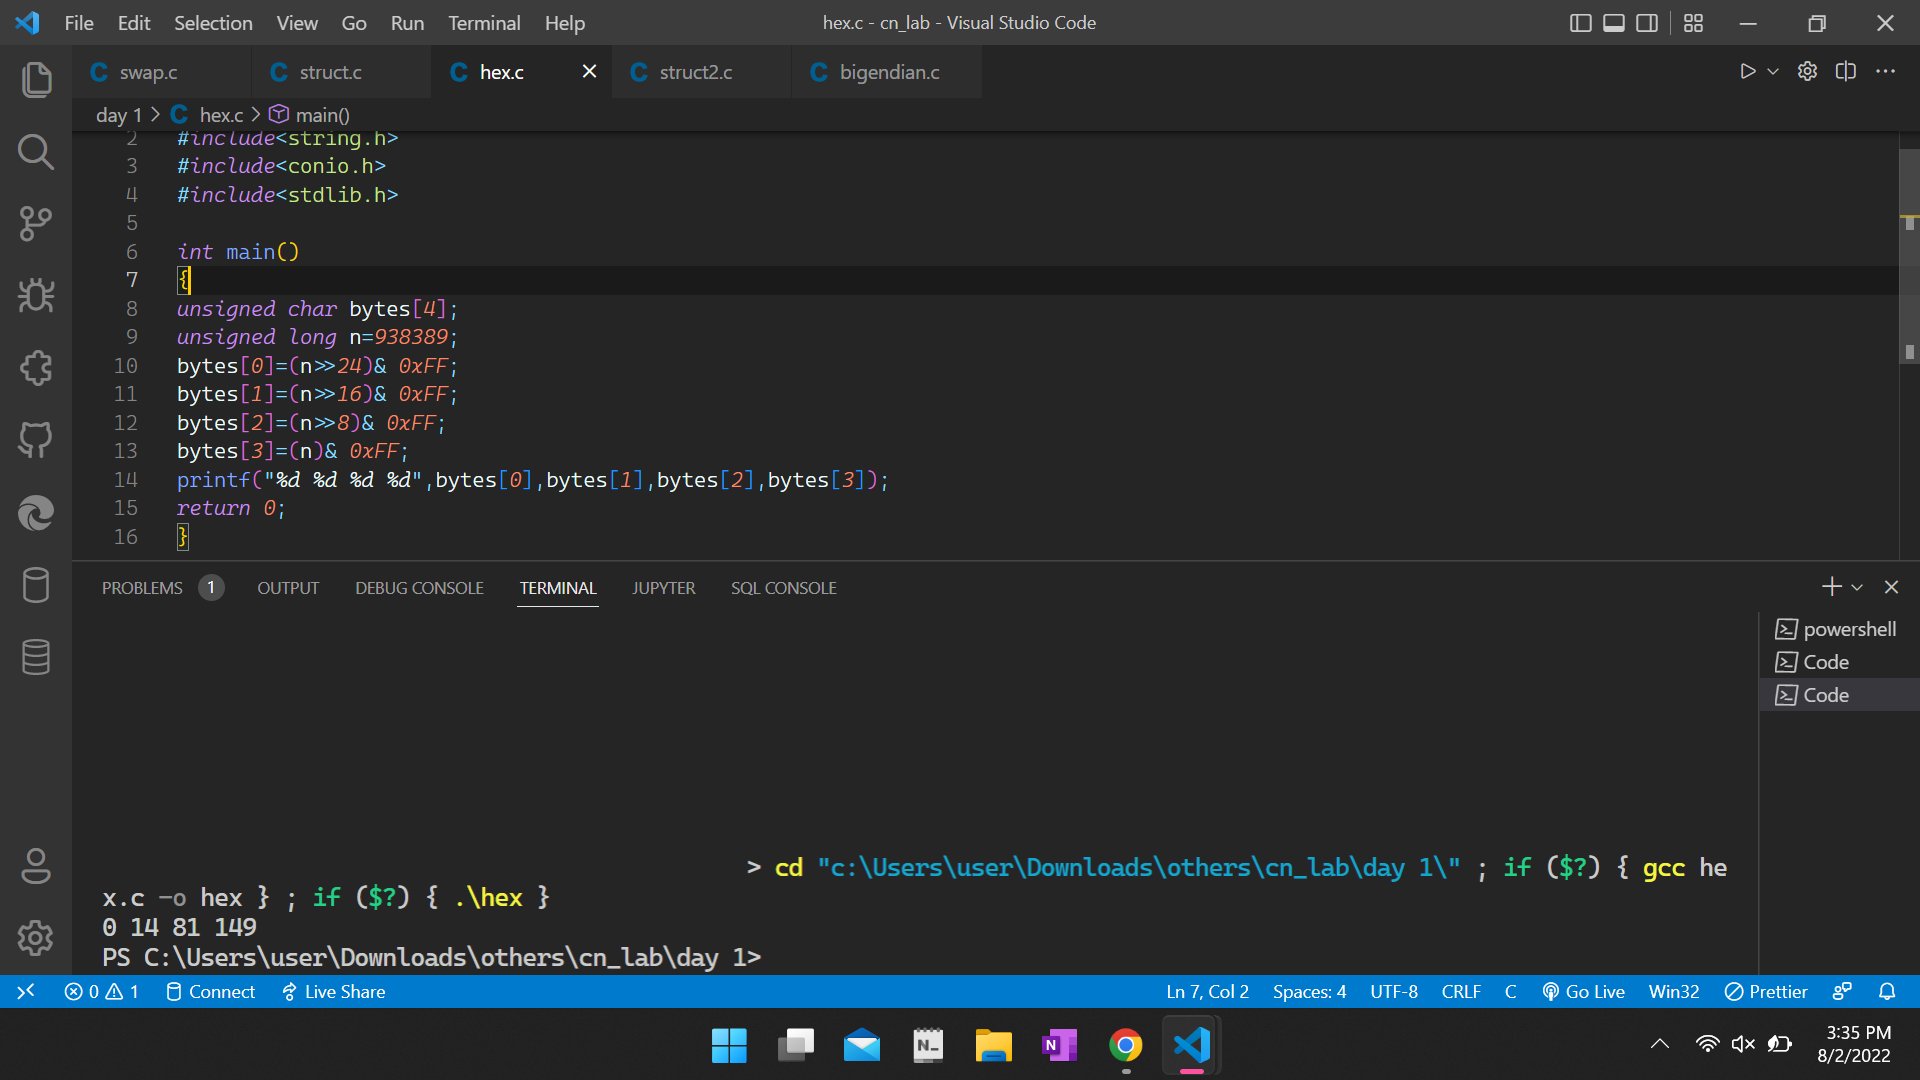 File Edit Selection View Go Run Terminal Help hex.c - cn_lab - Visual Studio Code
C swap.c C struct.c C hex.c C struct2.c C bigendian.c
day 1 > C hex.c > main()
2 #include<string.h>
3 #include<conio.h>
4 #include<stdlib.h>
5
6 int main()
7 {
8 unsigned char bytes[4];
9 unsigned long n=938389;
10 bytes[0]=(n>>24)& 0xFF;
11 bytes[1]=(n>>16)& 0xFF;
12 bytes[2]=(n>>8)& 0xFF;
13 bytes[3]=(n)& 0xFF;
14 printf("%d %d %d %d",bytes[0],bytes[1],bytes[2],bytes[3]);
15 return 0;
16 }
PROBLEMS 1 OUTPUT DEBUG CONSOLE TERMINAL JUPYTER SQL CONSOLE
powershell
Code
Code
> cd "c:\Users\user\Downloads\others\cn_lab\day 1\" ; if ($?) { gcc he
x.c -o hex } ; if ($?) { .\hex }
0 14 81 149
PS C:\Users\user\Downloads\others\cn_lab\day 1>
0 1 Connect Live Share Ln 7, Col 2 Spaces: 4 UTF-8 CRLF C Go Live Win32 Prettier
3:35 PM
8/2/2022